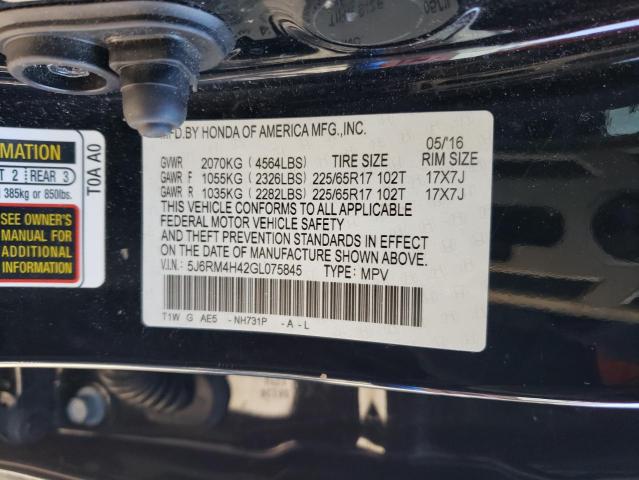 MFD.BY HONDA OF AMERICA MFG.,INC. 05/'16
GVWR 2070KG (4564LBS) TIRE SIZE RIM SIZE
GAWR F 1055KG (2326LBS) 225/65R17 102T 17X7J
GAWR R 1035KG (2282LBS) 225/65R17 102T 17X7J
THIS VEHICLE CONFORMS TO ALL APPLICABLE
FEDERAL MOTOR VEHICLE SAFETY
AND THEFT PREVENTION STANDARDS IN EFFECT
ON THE DATE OF MANUFACTURE SHOWN ABOVE.
V.I.N.: 5J6RM4H42GL075845 TYPE: MPV
T1W G AE5 -NH731P -A -L
2 REAR 3
385kg or 850lbs.
SEE OWNER'S
MANUAL FOR
ADDITIONAL
INFORMATION
T0A A0